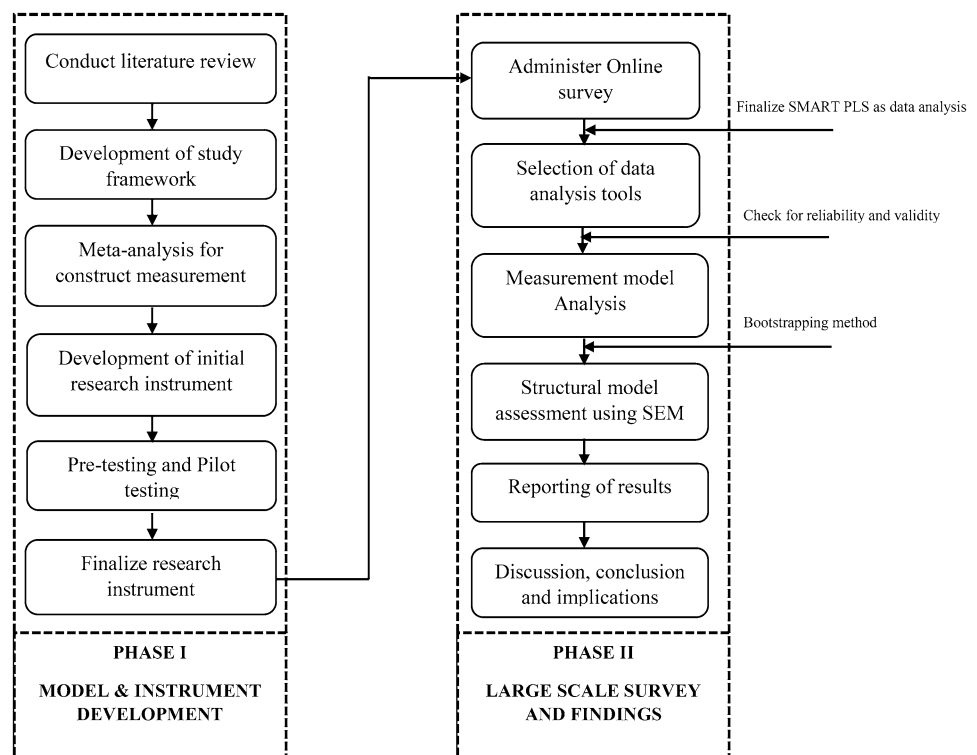 Conduct literature review
Development of study
framework
Meta-analysis for
construct measurement
Development of initial
research instrument
Pre-testing and Pilot
testing
Finalize research
instrument
PHASE I
MODEL & INSTRUMENT
DEVELOPMENT
Administer Online
survey
Finalize SMART PLS as data analysis
Selection of data
analysis tools
Check for reliability and validity
Measurement model
Analysis
Bootstrapping method
Structural model
assessment using SEM
Reporting of results
Discussion, conclusion
and implications
PHASE II
LARGE SCALE SURVEY
AND FINDINGS